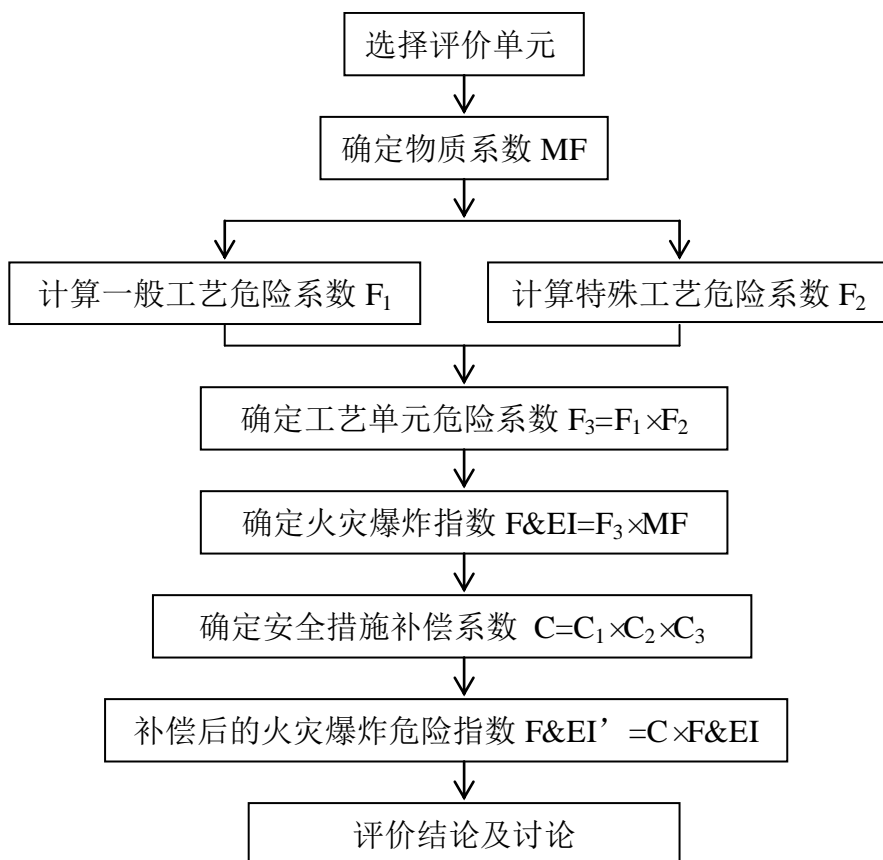 选择评价单元
确定物质系数 MF
计算一般工艺危险系数 F₁
计算特殊工艺危险系数 F₂
确定工艺单元危险系数 F₃=F₁×F₂
确定火灾爆炸指数 F&EI=F₃×MF
确定安全措施补偿系数 C=C₁×C₂×C₃
补偿后的火灾爆炸危险指数 F&EI’=C×F&EI
评价结论及讨论